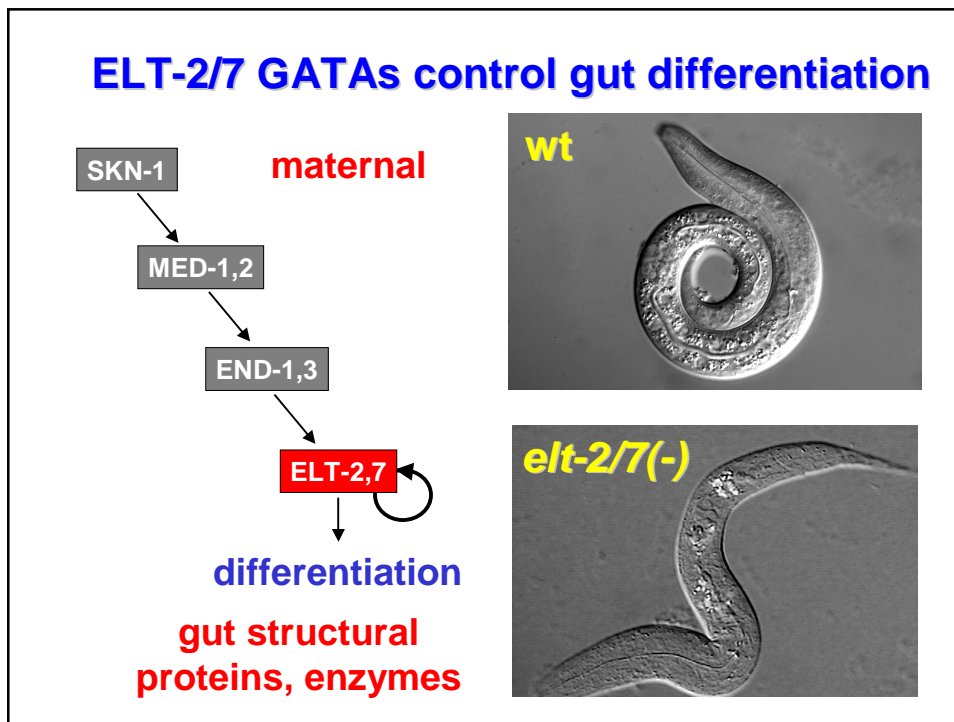 ELT-2/7 GATAs control gut differentiation
SKN-1
maternal
MED-1,2
END-1,3
ELT-2,7
differentiation
gut structural
proteins, enzymes
wt
elt-2/7(-)